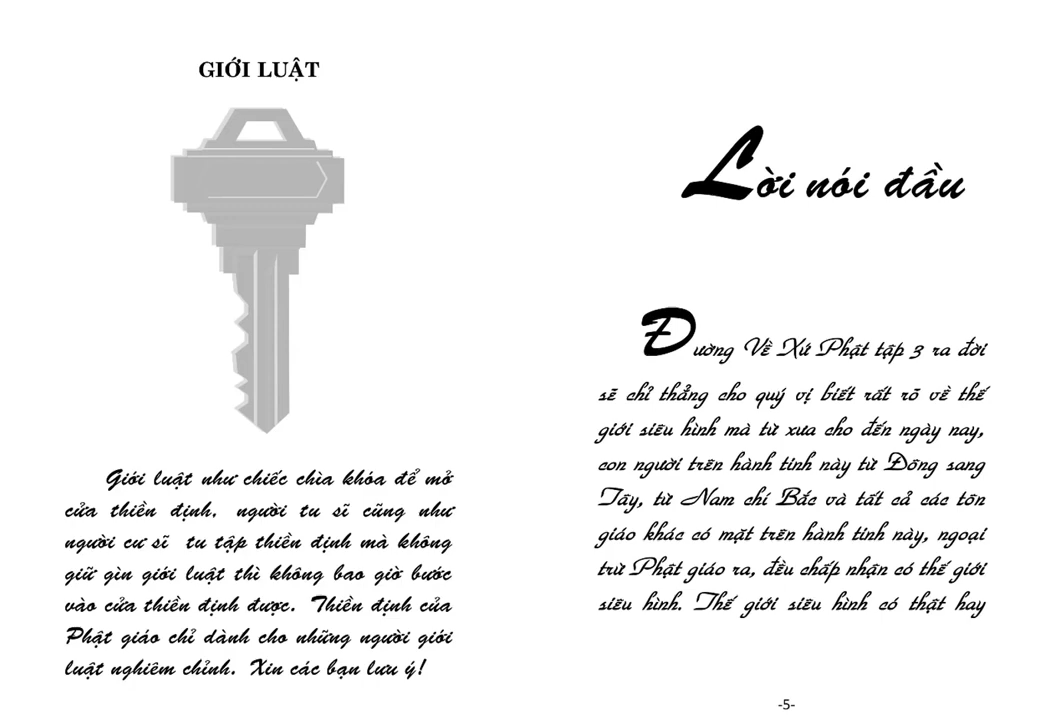 GIỚI LUẬT
Giới luật như chiếc chìa khóa để mở
cửa thiền định, người tu sĩ cũng như
người cư sĩ tu tập thiền định mà không
giữ gìn giới luật thì không bao giờ bước
vào cửa thiền định được. Thiền định của
Phật giáo chỉ dành cho những người giới
luật nghiêm chỉnh. Xin các bạn lưu ý!
Lời nói đầu
Đường Về Xứ Phật tập 3 ra đời
sẽ chỉ thẳng cho quý vị biết rất rõ về thế
giới siêu hình mà từ xưa cho đến ngày nay,
con người trên hành tinh này từ Đông sang
Tây, từ Nam chí Bắc và tất cả các tôn
giáo khác có mặt trên hành tinh này, ngoại
trừ Phật giáo ra, đều chấp nhận có thế giới
siêu hình. Thế giới siêu hình có thật hay
-5-